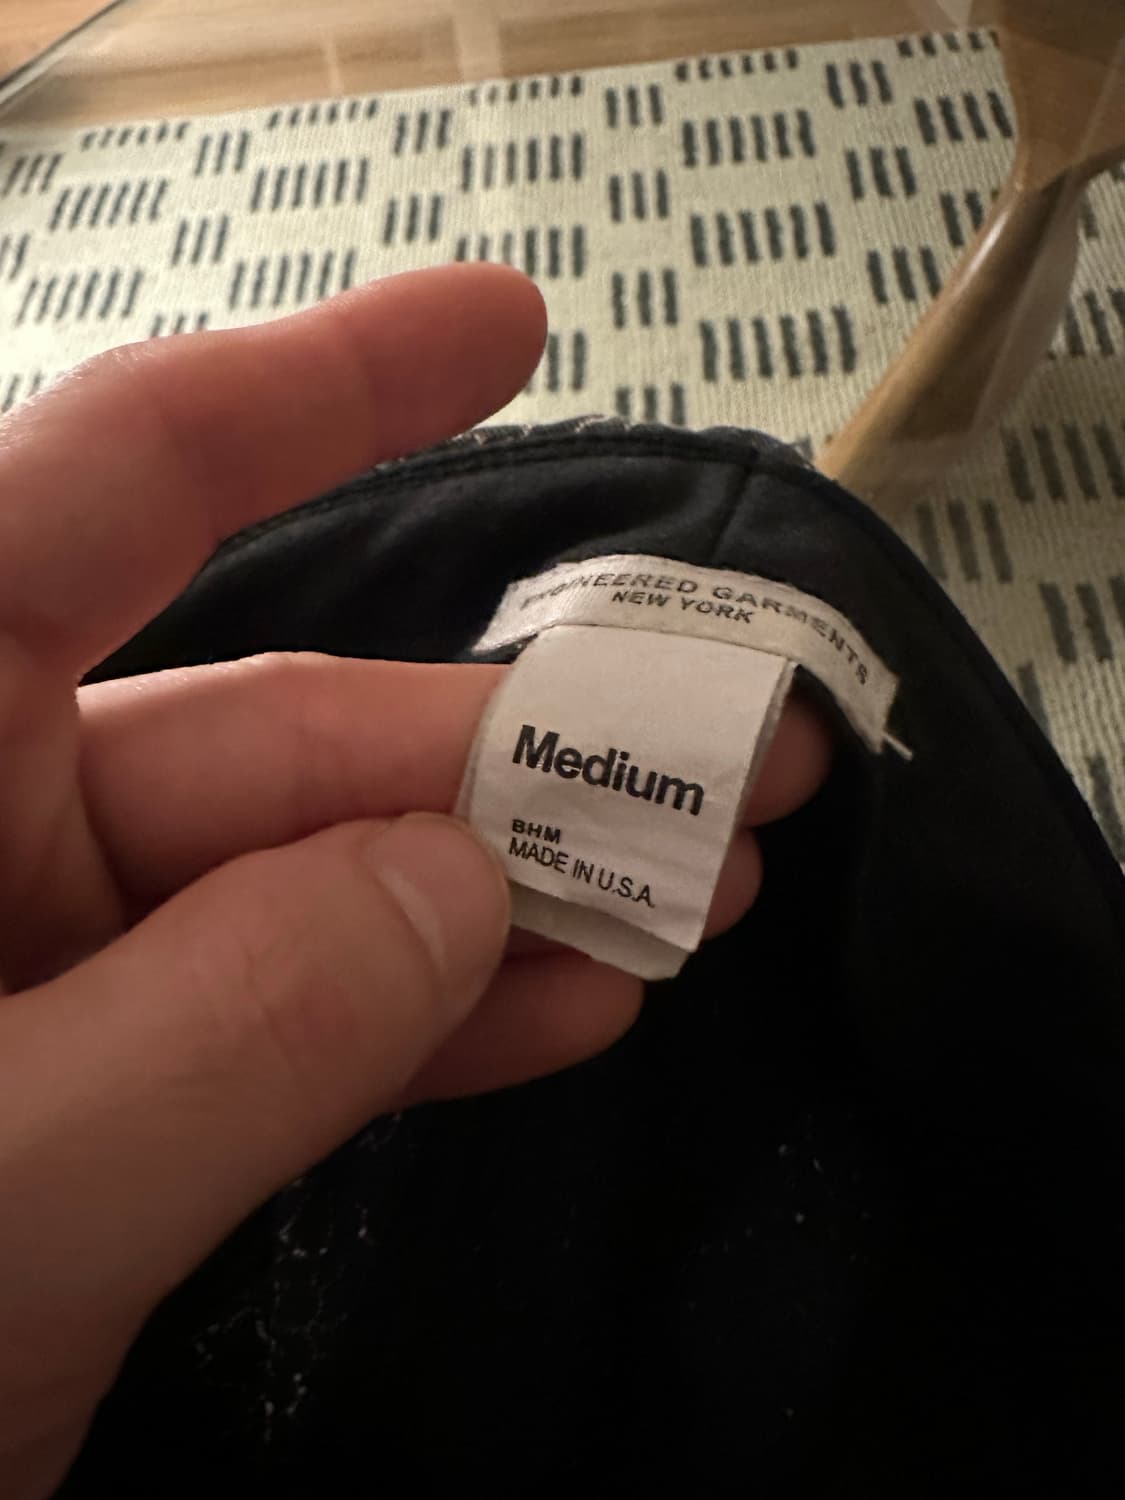 ENGINEERED GARMENTS
NEW YORK
Medium
BHM
MADE IN U.S.A.